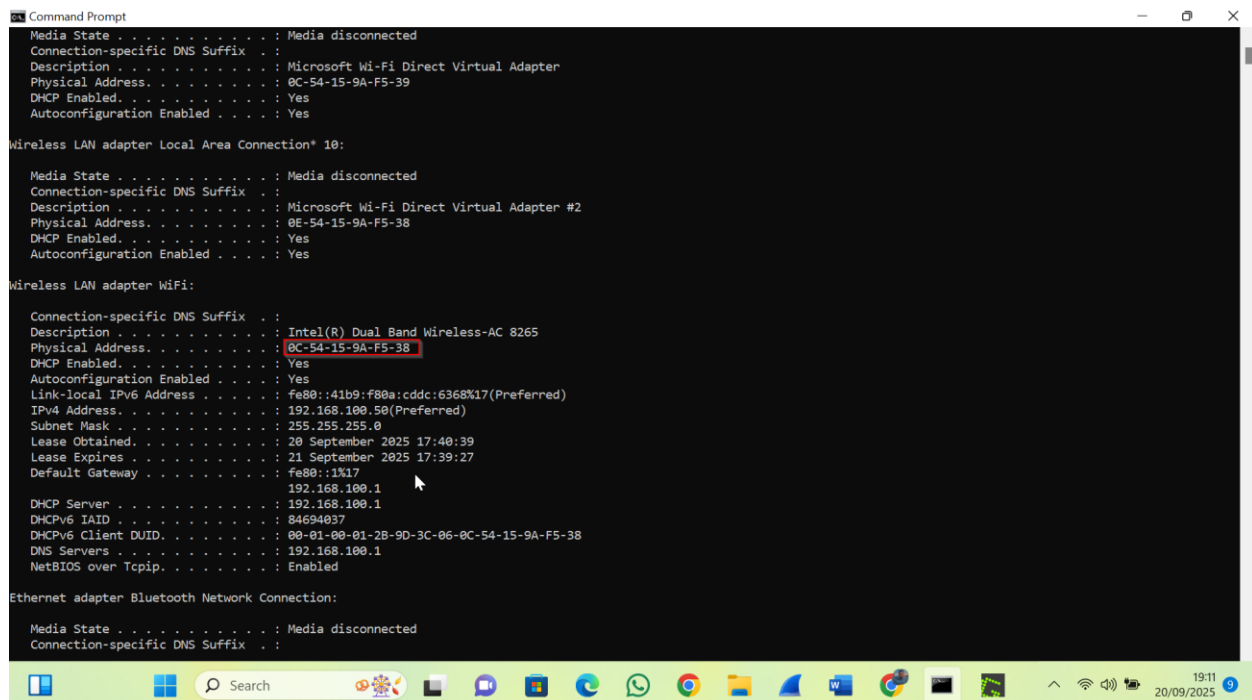 Command Prompt
Media State . . . . . . . . . . . : Media disconnected
Connection-specific DNS Suffix  . :
Description . . . . . . . . . . . : Microsoft Wi-Fi Direct Virtual Adapter
Physical Address. . . . . . . . . : 0C-54-15-9A-F5-39
DHCP Enabled. . . . . . . . . . . : Yes
Autoconfiguration Enabled . . . . : Yes
Wireless LAN adapter Local Area Connection* 10:
Media State . . . . . . . . . . . : Media disconnected
Connection-specific DNS Suffix  . :
Description . . . . . . . . . . . : Microsoft Wi-Fi Direct Virtual Adapter #2
Physical Address. . . . . . . . . : 0E-54-15-9A-F5-38
DHCP Enabled. . . . . . . . . . . : Yes
Autoconfiguration Enabled . . . . : Yes
Wireless LAN adapter WiFi:
Connection-specific DNS Suffix  . :
Description . . . . . . . . . . . : Intel(R) Dual Band Wireless-AC 8265
Physical Address. . . . . . . . . : 0C-54-15-9A-F5-38
DHCP Enabled. . . . . . . . . . . : Yes
Autoconfiguration Enabled . . . . : Yes
Link-local IPv6 Address . . . . . : fe80::41b9:f80a:cddc:6368%17(Preferred)
IPv4 Address. . . . . . . . . . . : 192.168.100.50(Preferred)
Subnet Mask . . . . . . . . . . . : 255.255.255.0
Lease Obtained. . . . . . . . . . : 20 September 2025 17:40:39
Lease Expires . . . . . . . . . . : 21 September 2025 17:39:27
Default Gateway . . . . . . . . . : fe80::1%17
192.168.100.1
DHCP Server . . . . . . . . . . . : 192.168.100.1
DHCPv6 IAID . . . . . . . . . . . : 84694037
DHCPv6 Client DUID. . . . . . . . : 00-01-00-01-2B-9D-3C-06-0C-54-15-9A-F5-38
DNS Servers . . . . . . . . . . . : 192.168.100.1
NetBIOS over Tcpip. . . . . . . . : Enabled
Ethernet adapter Bluetooth Network Connection:
Media State . . . . . . . . . . . : Media disconnected
Connection-specific DNS Suffix  . :
Search
19:11
20/09/2025
9